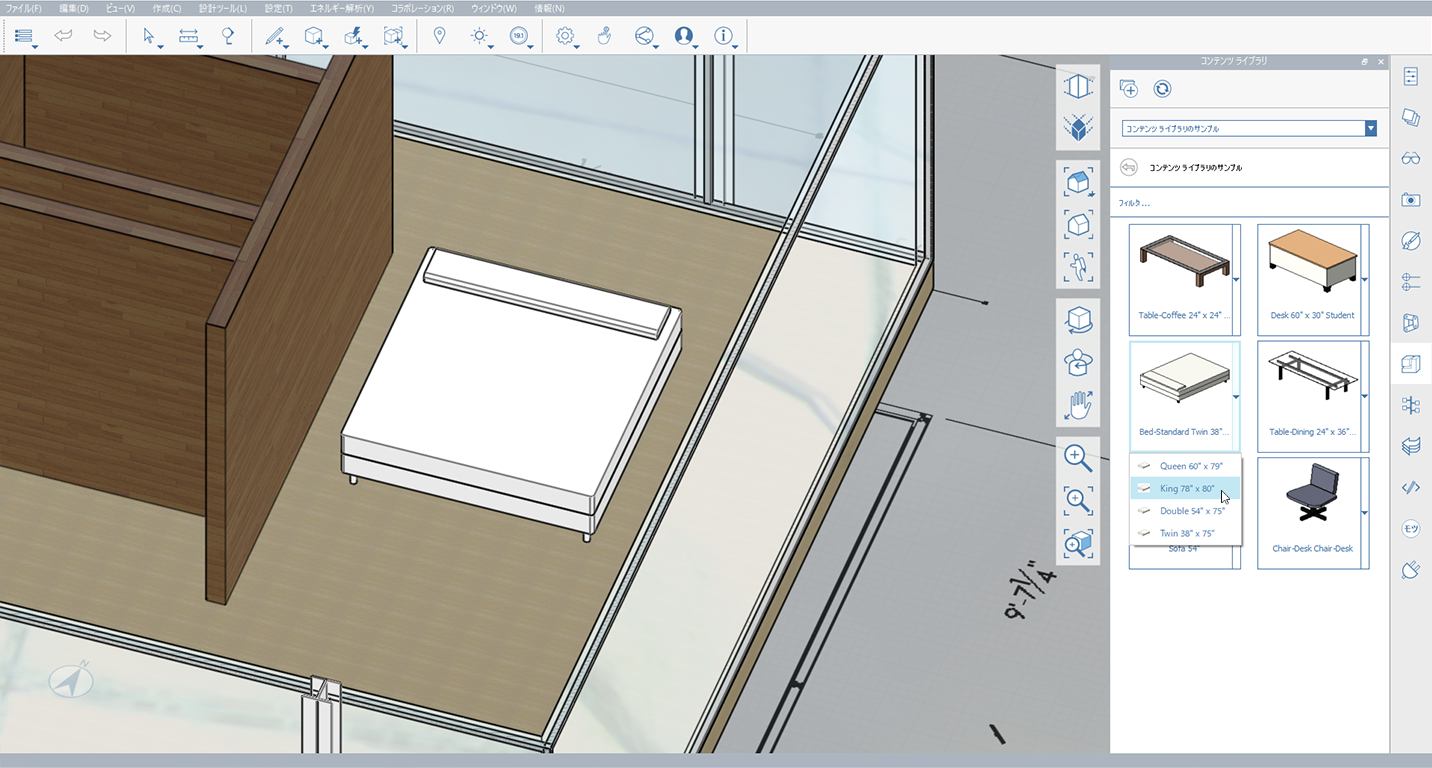 ファイル(F) 編集(D) ビュー(V) 作成(C) 設計ツール(L) 設定(T) エネルギー解析(Y) コラボレーション(R) ウィンドウ(W) 情報(N)
19.1
コンテンツ ライブラリ
コンテンツ ライブラリのサンプル
コンテンツ ライブラリのサンプル
フィルタ...
Table-Coffee 24" x 24" ...
Desk 60" x 30" Student
Bed-Standard Twin 38"...
Table-Dining 24" x 36"...
Queen 60" x 79"
King 78" x 80"
Double 54" x 75"
Twin 38" x 75"
Sofa 54"
Chair-Desk Chair-Desk
モツ
N
9'-7 1/4"